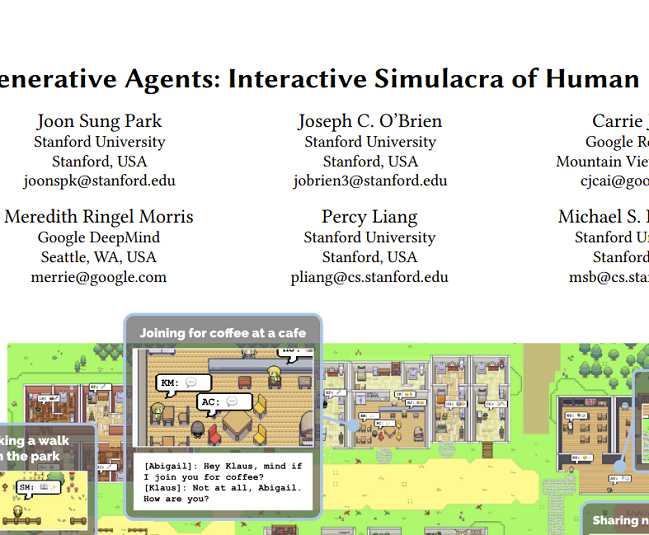 enerative Agents: Interactive Simulacra of Human
Joon Sung Park
Stanford University
Stanford, USA
joonspk@stanford.edu
Joseph C. O'Brien
Stanford University
Stanford, USA
jobrien3@stanford.edu
Carrie J
Google Re
Mountain Vie
cjcai@goo
Meredith Ringel Morris
Google DeepMind
Seattle, WA, USA
merrie@google.com
Percy Liang
Stanford University
Stanford, USA
pliang@cs.stanford.edu
Michael S.
Stanford Un
Stanford
msb@cs.sta
Joining for coffee at a cafe
KM:
AC:
[Abigail]: Hey Klaus, mind if
I join you for coffee?
[Klaus]: Not at all, Abigail.
How are you?
king a walk
n the park
SM:
Sharing n